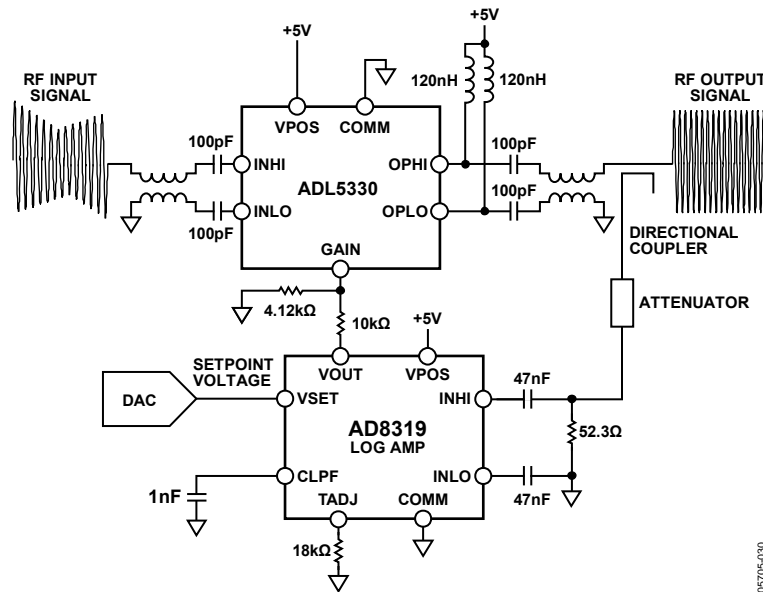 +5V
+5V
RF INPUT
SIGNAL
120nH
120nH
RF OUTPUT
SIGNAL
VPOS
COMM
100pF
INHI
OPHI
100pF
ADL5330
100pF
INLO
OPLO
100pF
DIRECTIONAL
COUPLER
GAIN
4.12kΩ
10kΩ
+5V
ATTENUATOR
SETPOINT
VOLTAGE
VOUT
VPOS
47nF
DAC
VSET
INHI
AD8319
LOG AMP
52.3Ω
CLPF
INLO
1nF
TADJ
COMM
47nF
18kΩ
05705-030